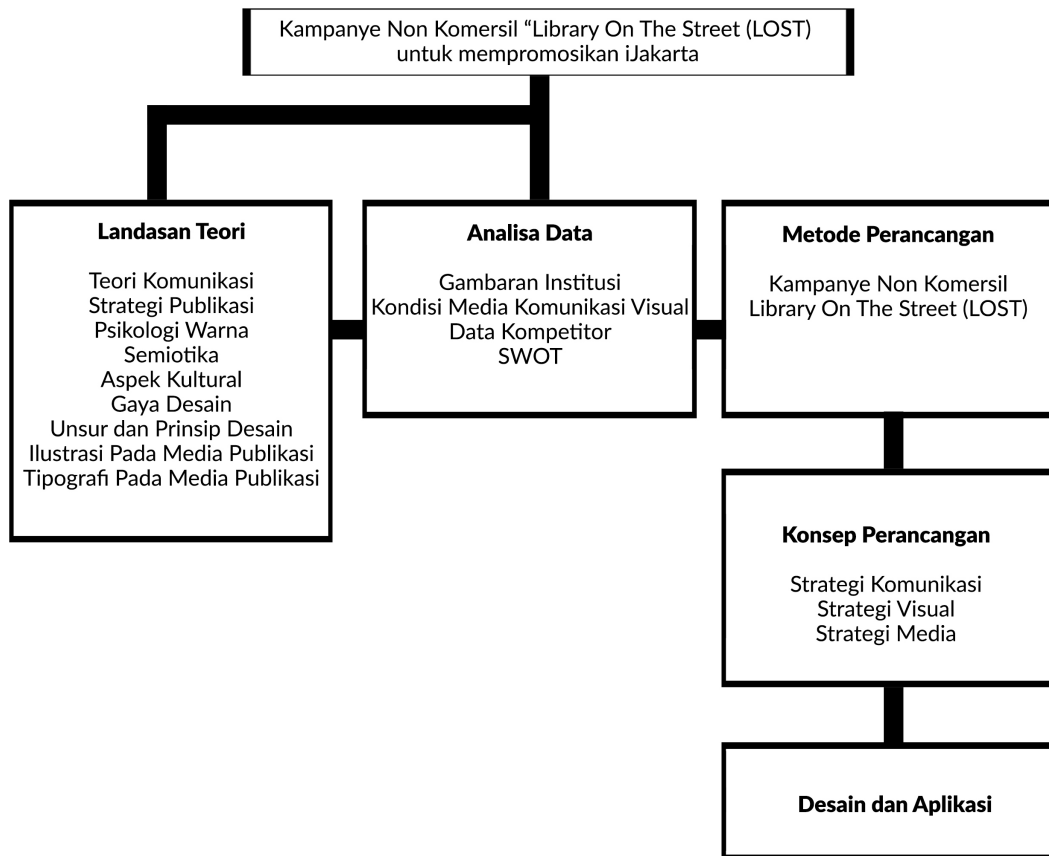 Kampanye Non Komersil “Library On The Street (LOST)
untuk mempromosikan iJakarta
Landasan Teori
Teori Komunikasi
Strategi Publikasi
Psikologi Warna
Semiotika
Aspek Kultural
Gaya Desain
Unsur dan Prinsip Desain
Ilustrasi Pada Media Publikasi
Tipografi Pada Media Publikasi
Analisa Data
Gambaran Institusi
Kondisi Media Komunikasi Visual
Data Kompetitor
SWOT
Metode Perancangan
Kampanye Non Komersil
Library On The Street (LOST)
Konsep Perancangan
Strategi Komunikasi
Strategi Visual
Strategi Media
Desain dan Aplikasi